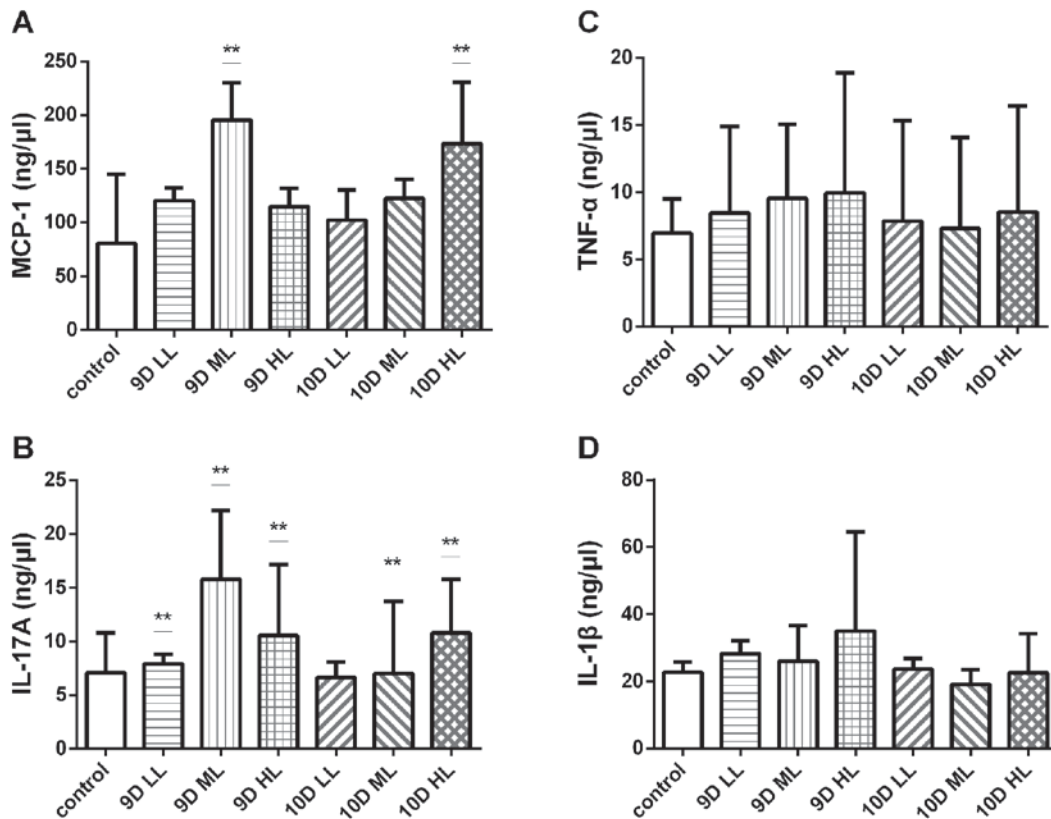 A
MCP-1 (ng/µl)
250
200
150
100
50
0
**
**
control
9D LL
9D ML
9D HL
10D LL
10D ML
10D HL
C
TNF-α (ng/µl)
20
15
10
5
0
control
9D LL
9D ML
9D HL
10D LL
10D ML
10D HL
B
IL-17A (ng/µl)
25
20
15
10
5
0
**
**
**
**
**
control
9D LL
9D ML
9D HL
10D LL
10D ML
10D HL
D
IL-1β (ng/µl)
80
60
40
20
0
control
9D LL
9D ML
9D HL
10D LL
10D ML
10D HL